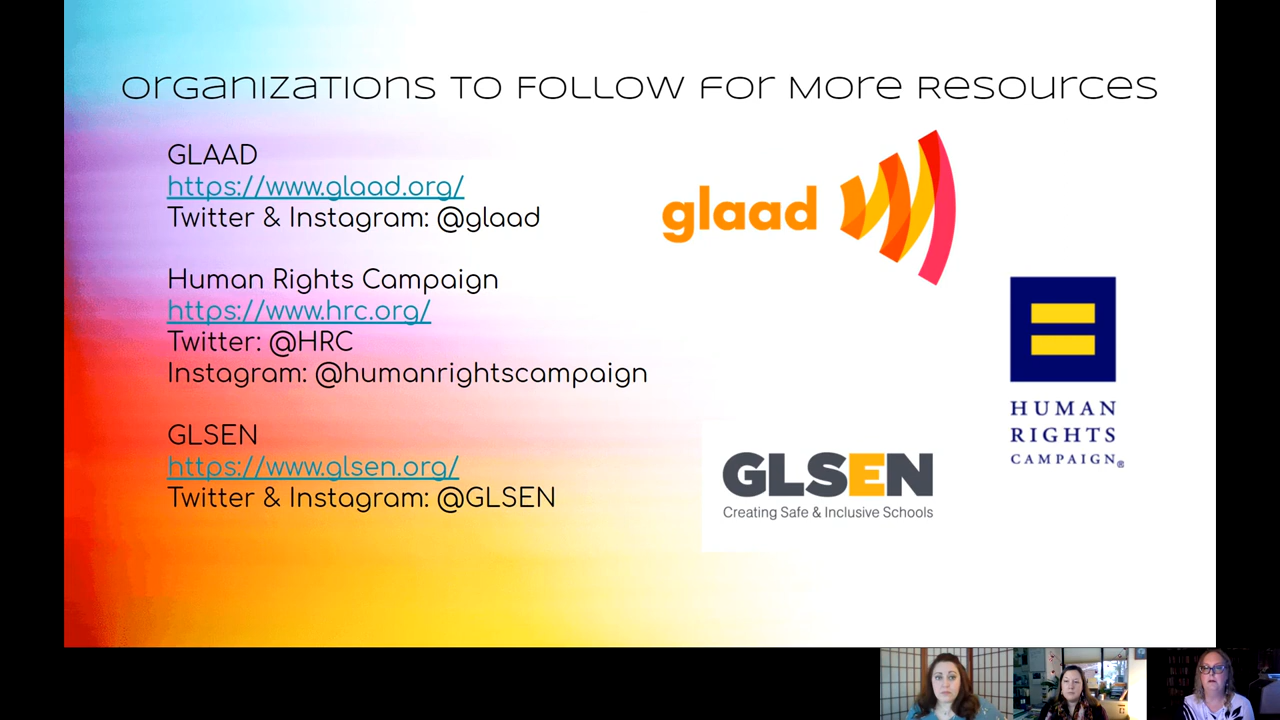 Organizations to Follow for More Resources
GLAAD
https://www.glaad.org/
Twitter & Instagram: @glaad
Human Rights Campaign
https://www.hrc.org/
Twitter: @HRC
Instagram: @humanrightscampaign
GLSEN
https://www.glsen.org/
Twitter & Instagram: @GLSEN
glaad
HUMAN
RIGHTS
CAMPAIGN®
GLSEN
Creating Safe & Inclusive Schools